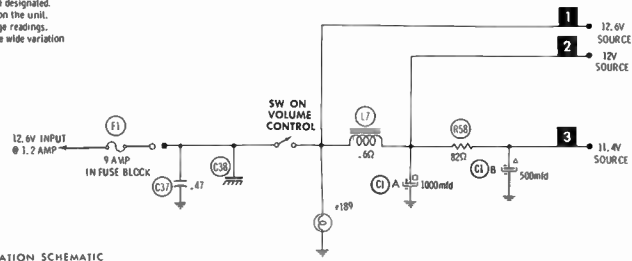 designated.
on the unit.
ge readings.
e wide variation
1
12.6V
SOURCE
2
12V
SOURCE
SW ON
VOLUME
CONTROL
F1
L7
R58
3
12.6V INPUT
@ 1.2 AMP
9 AMP
IN FUSE BLOCK
C38
.6Ω
82Ω
11.4V
SOURCE
C37
.47
C1 A
1000mfd
C1 B
500mfd
#189
ATION SCHEMATIC